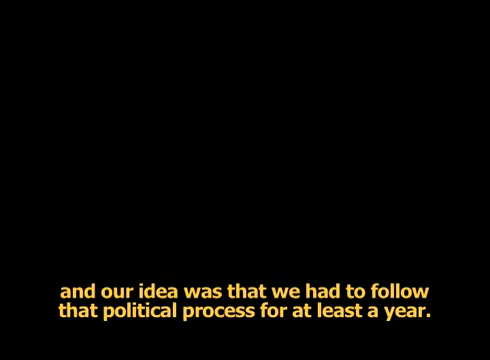 and our idea was that we had to follow
that political process for at least a year.